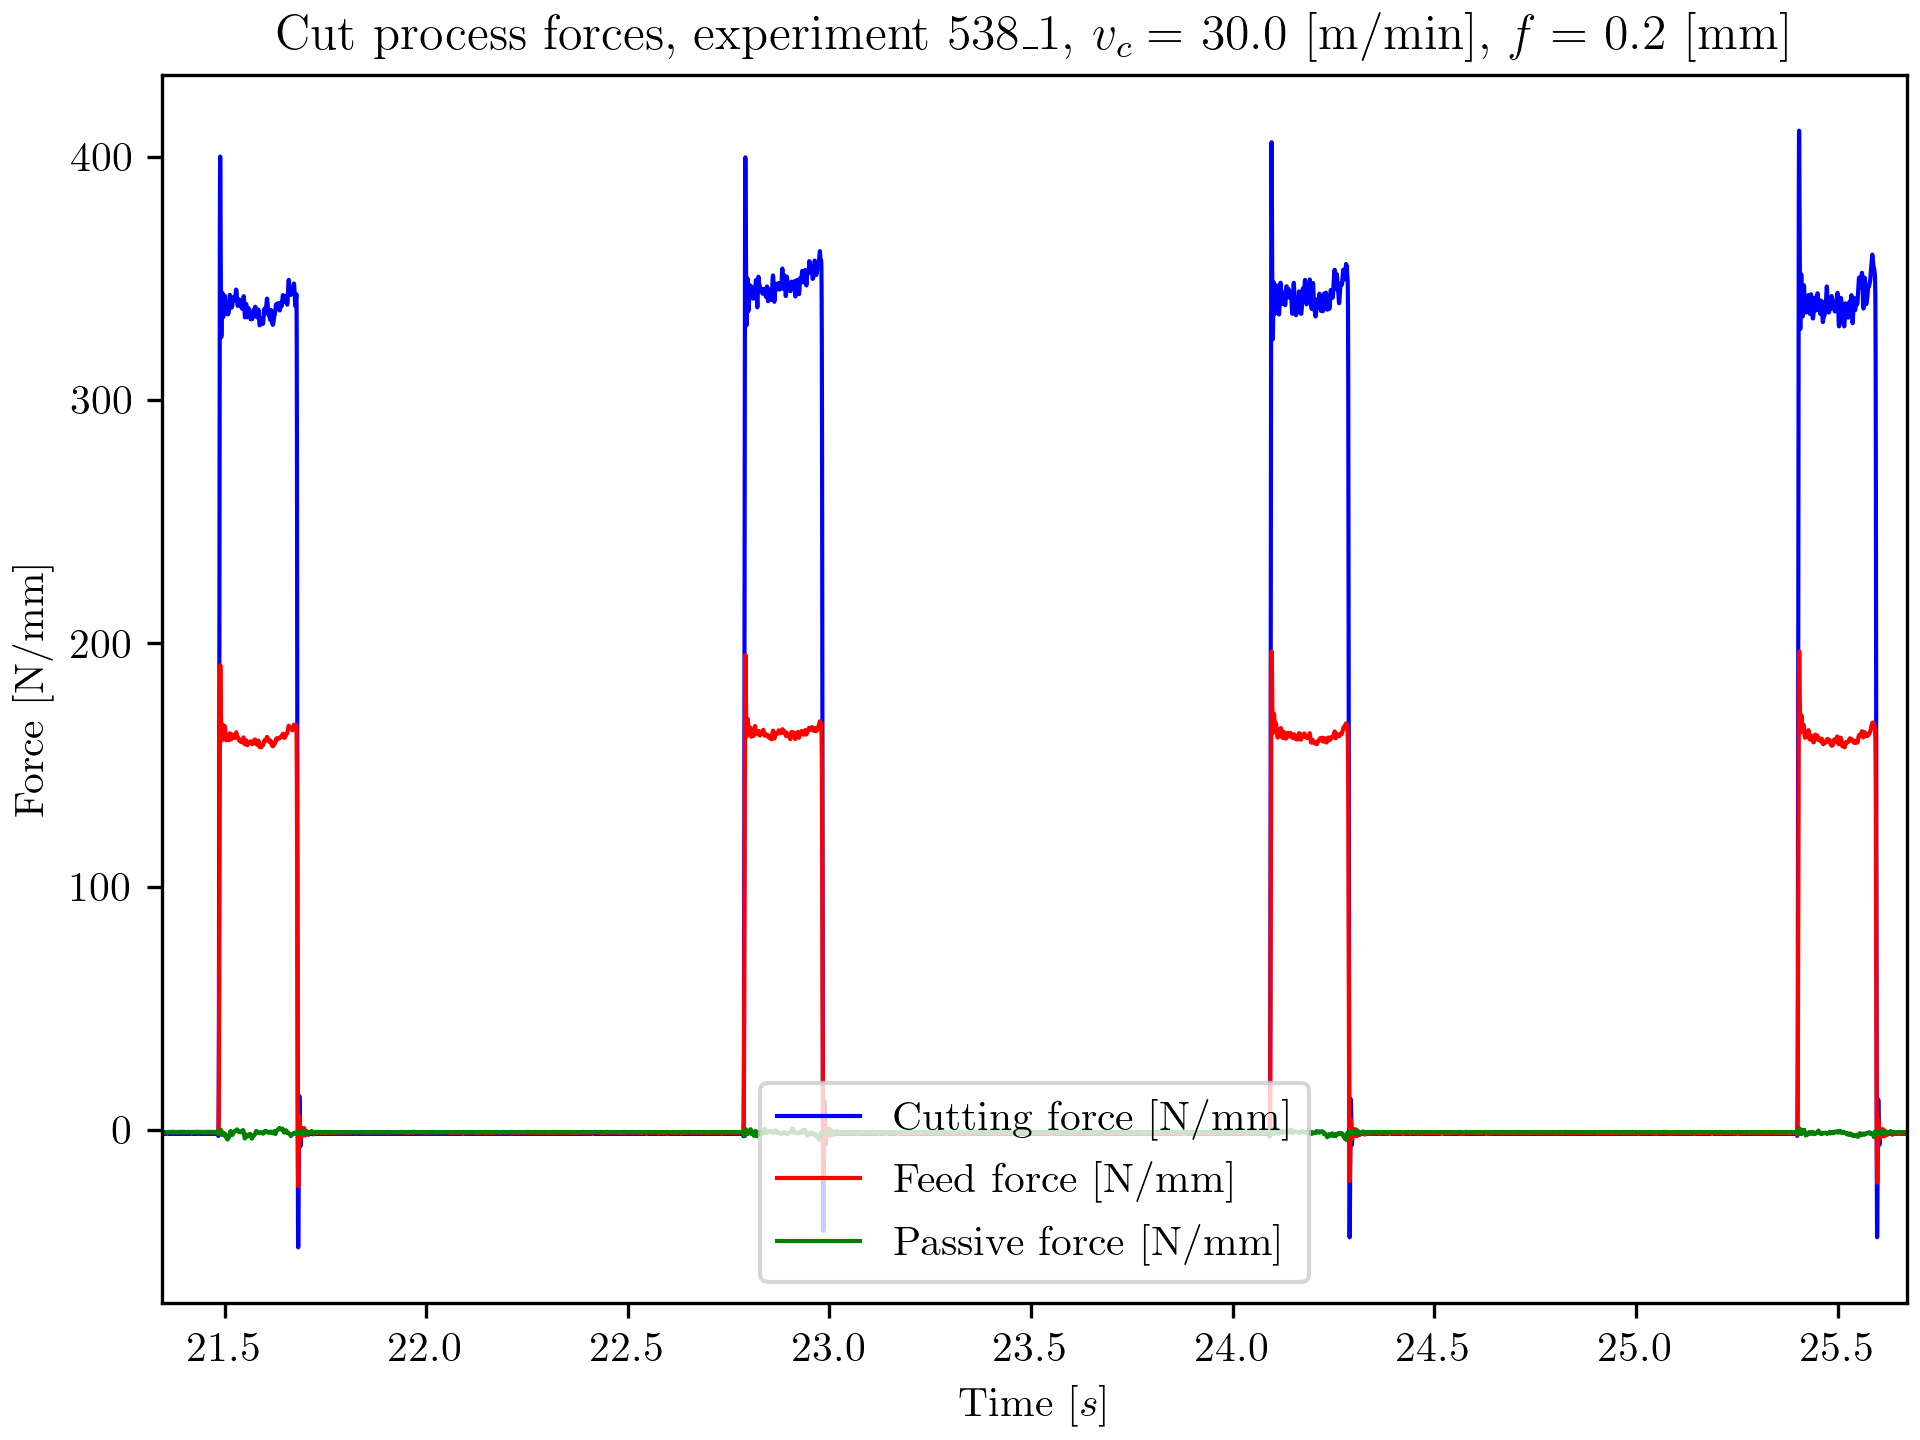 Cut process forces, experiment 538_1, v_c = 30.0 [m/min], f = 0.2 [mm]
Force [N/mm]
400
300
200
100
0
Cutting force [N/mm]
Feed force [N/mm]
Passive force [N/mm]
21.5 22.0 22.5 23.0 23.5 24.0 24.5 25.0 25.5
Time [s]